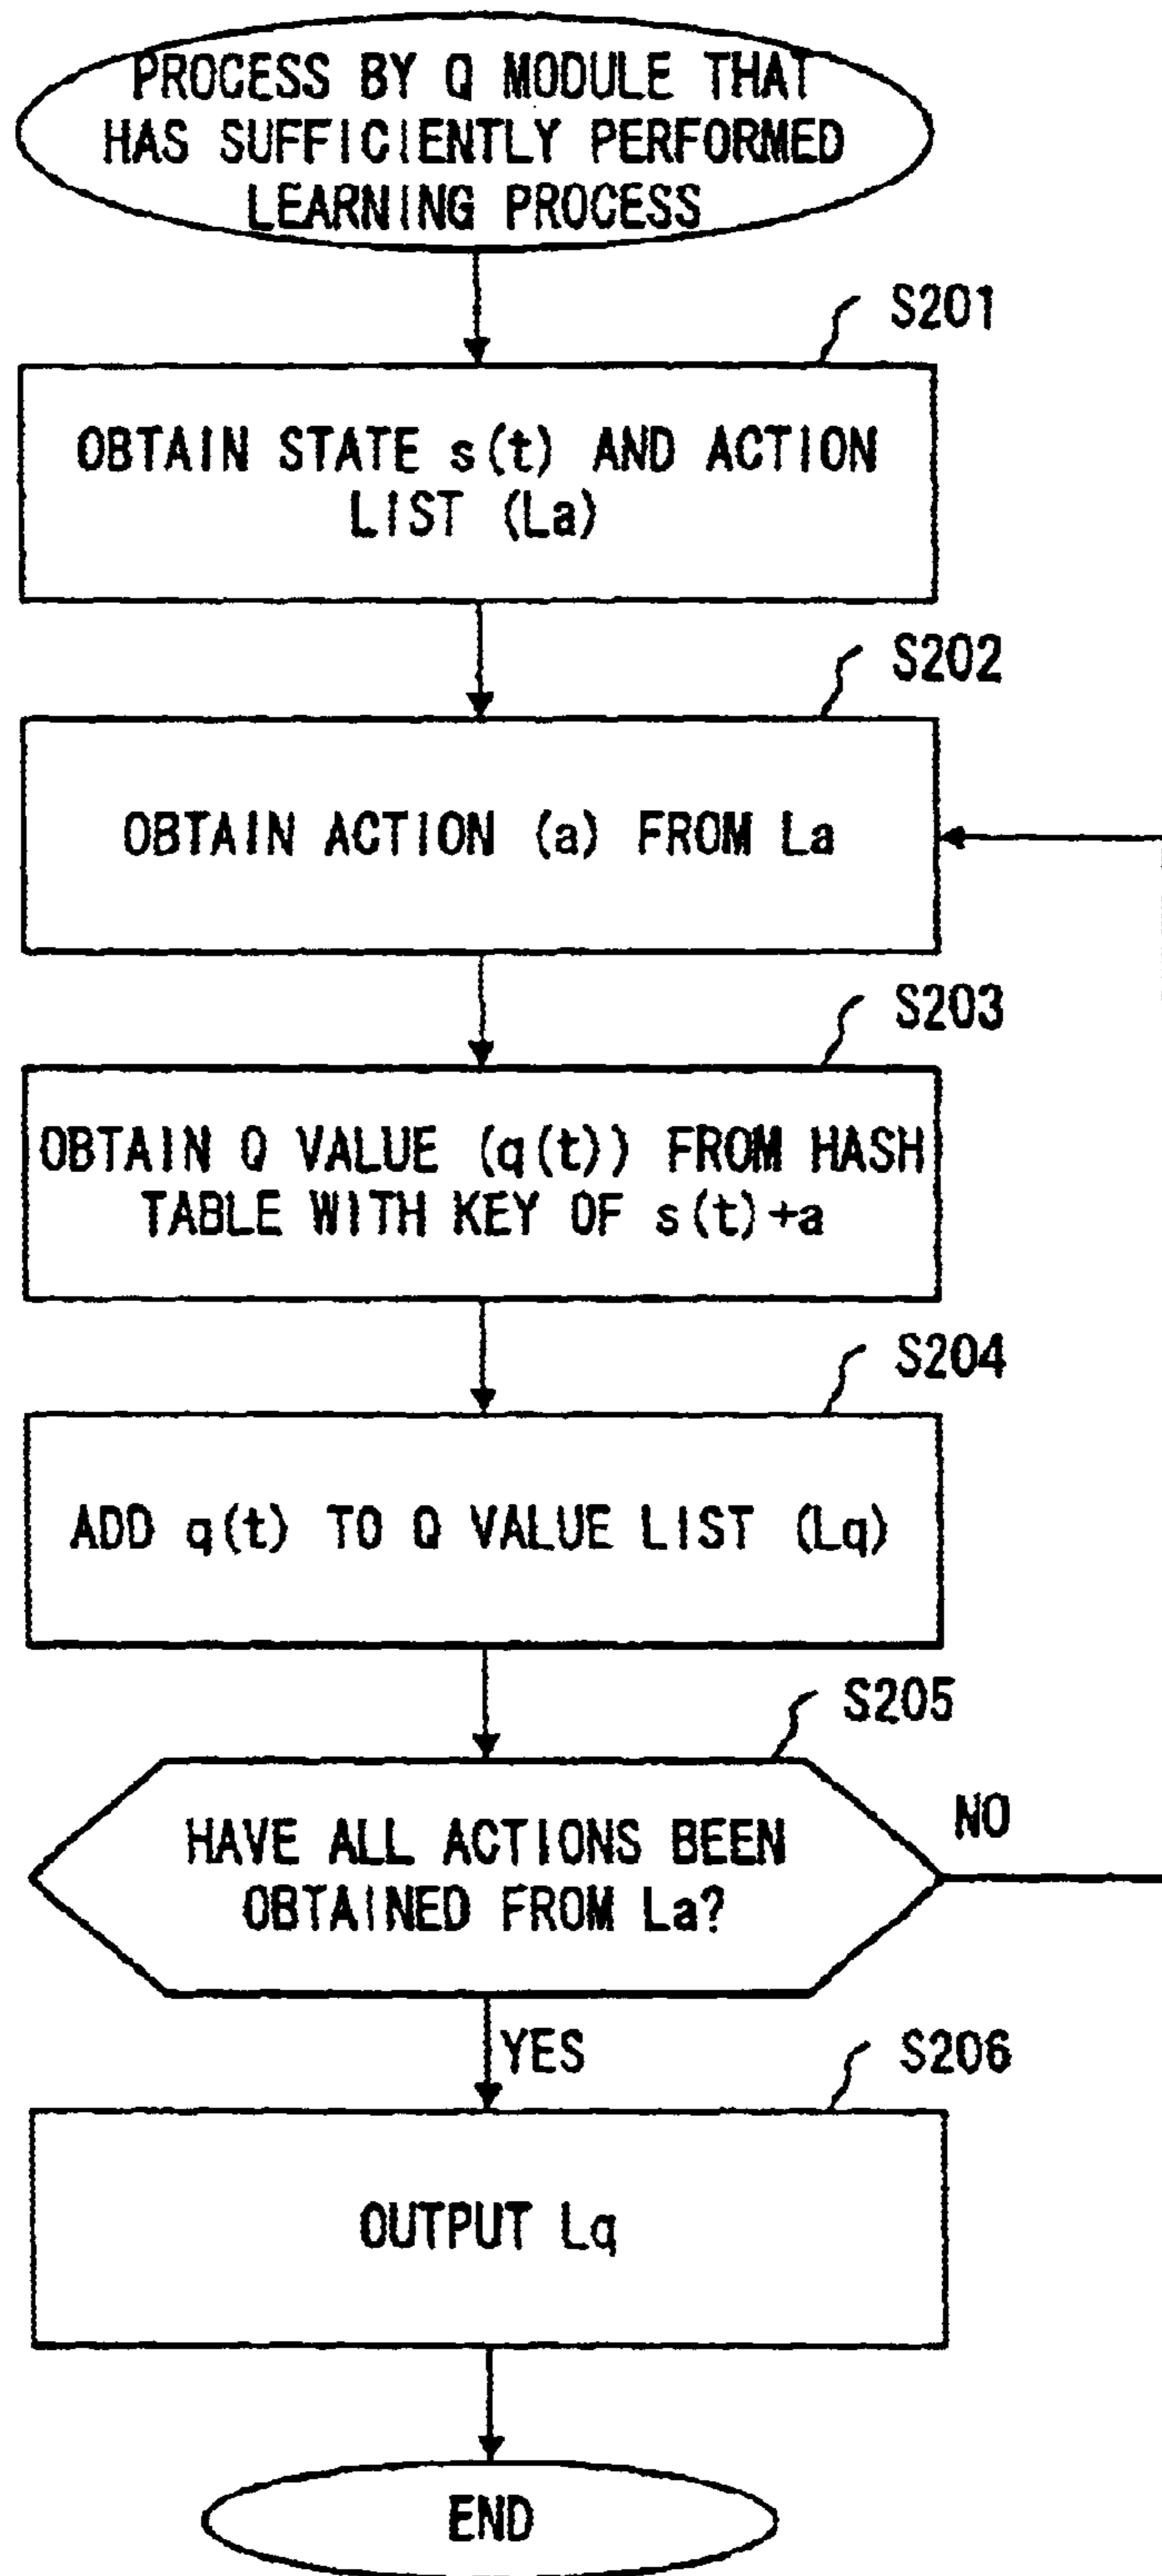 PROCESS BY Q MODULE THAT
HAS SUFFICIENTLY PERFORMED
LEARNING PROCESS
S201
OBTAIN STATE s(t) AND ACTION
LIST (La)
S202
OBTAIN ACTION (a) FROM La
S203
OBTAIN Q VALUE (q(t)) FROM HASH
TABLE WITH KEY OF s(t)+a
S204
ADD q(t) TO Q VALUE LIST (Lq)
S205
HAVE ALL ACTIONS BEEN
OBTAINED FROM La?
NO
YES
S206
OUTPUT Lq
END